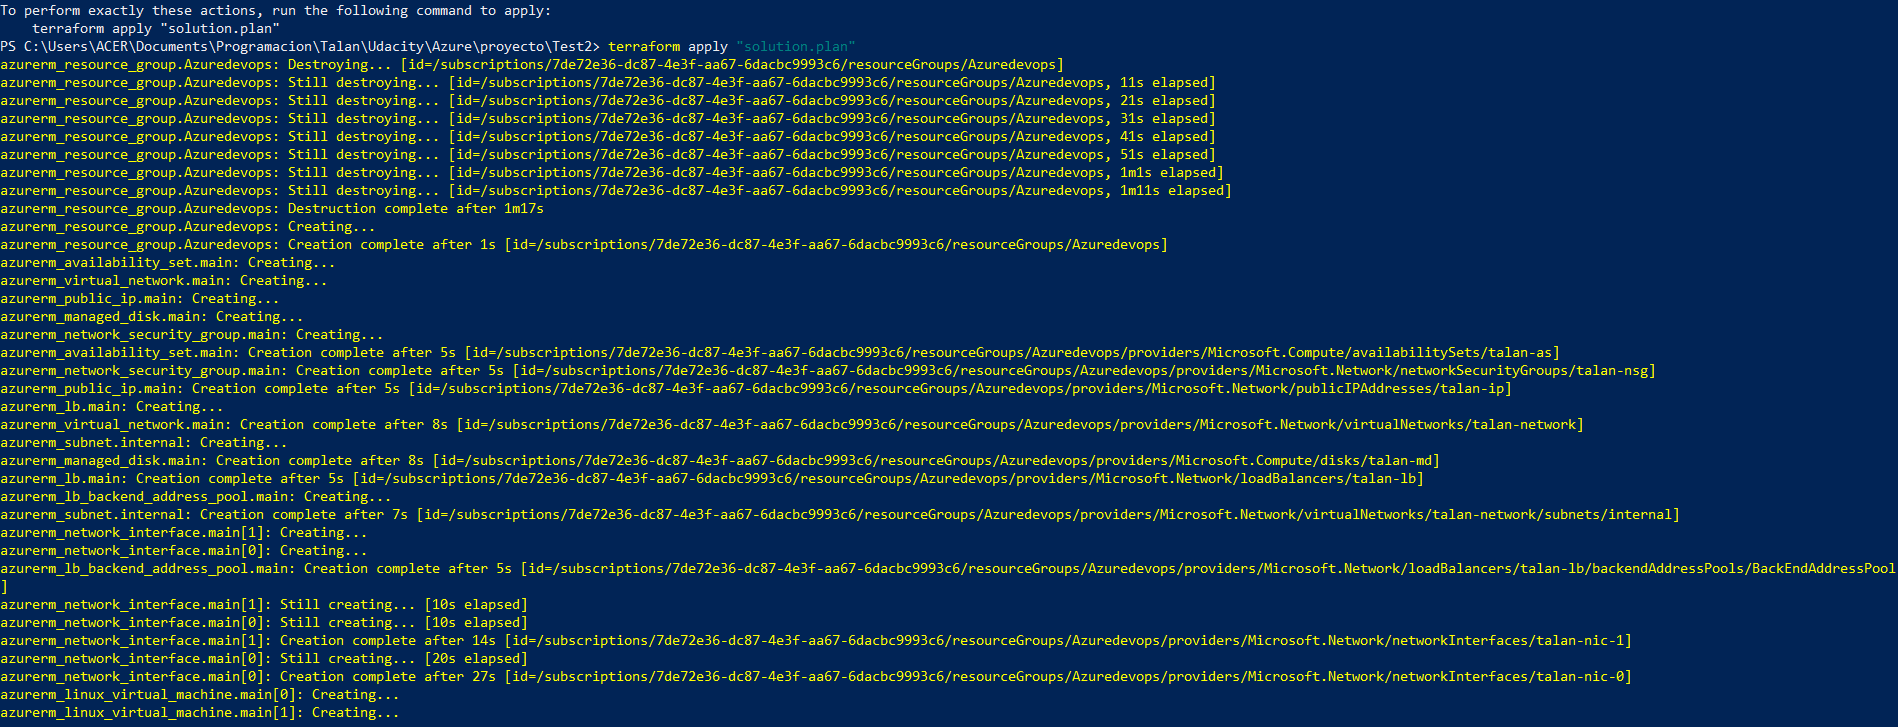 To perform exactly these actions, run the following command to apply:
    terraform apply "solution.plan"
PS C:\Users\ACER\Documents\Programacion\Talan\Udacity\Azure\proyecto\Test2> terraform apply "solution.plan"
azurerm_resource_group.Azuredevops: Destroying... [id=/subscriptions/7de72e36-dc87-4e3f-aa67-6dacbc9993c6/resourceGroups/Azuredevops]
azurerm_resource_group.Azuredevops: Still destroying... [id=/subscriptions/7de72e36-dc87-4e3f-aa67-6dacbc9993c6/resourceGroups/Azuredevops, 11s elapsed]
azurerm_resource_group.Azuredevops: Still destroying... [id=/subscriptions/7de72e36-dc87-4e3f-aa67-6dacbc9993c6/resourceGroups/Azuredevops, 21s elapsed]
azurerm_resource_group.Azuredevops: Still destroying... [id=/subscriptions/7de72e36-dc87-4e3f-aa67-6dacbc9993c6/resourceGroups/Azuredevops, 31s elapsed]
azurerm_resource_group.Azuredevops: Still destroying... [id=/subscriptions/7de72e36-dc87-4e3f-aa67-6dacbc9993c6/resourceGroups/Azuredevops, 41s elapsed]
azurerm_resource_group.Azuredevops: Still destroying... [id=/subscriptions/7de72e36-dc87-4e3f-aa67-6dacbc9993c6/resourceGroups/Azuredevops, 51s elapsed]
azurerm_resource_group.Azuredevops: Still destroying... [id=/subscriptions/7de72e36-dc87-4e3f-aa67-6dacbc9993c6/resourceGroups/Azuredevops, 1m1s elapsed]
azurerm_resource_group.Azuredevops: Still destroying... [id=/subscriptions/7de72e36-dc87-4e3f-aa67-6dacbc9993c6/resourceGroups/Azuredevops, 1m11s elapsed]
azurerm_resource_group.Azuredevops: Destruction complete after 1m17s
azurerm_resource_group.Azuredevops: Creating...
azurerm_resource_group.Azuredevops: Creation complete after 1s [id=/subscriptions/7de72e36-dc87-4e3f-aa67-6dacbc9993c6/resourceGroups/Azuredevops]
azurerm_availability_set.main: Creating...
azurerm_virtual_network.main: Creating...
azurerm_public_ip.main: Creating...
azurerm_managed_disk.main: Creating...
azurerm_network_security_group.main: Creating...
azurerm_availability_set.main: Creation complete after 5s [id=/subscriptions/7de72e36-dc87-4e3f-aa67-6dacbc9993c6/resourceGroups/Azuredevops/providers/Microsoft.Compute/availabilitySets/talan-as]
azurerm_network_security_group.main: Creation complete after 5s [id=/subscriptions/7de72e36-dc87-4e3f-aa67-6dacbc9993c6/resourceGroups/Azuredevops/providers/Microsoft.Network/networkSecurityGroups/talan-nsg]
azurerm_public_ip.main: Creation complete after 5s [id=/subscriptions/7de72e36-dc87-4e3f-aa67-6dacbc9993c6/resourceGroups/Azuredevops/providers/Microsoft.Network/publicIPAddresses/talan-ip]
azurerm_lb.main: Creating...
azurerm_virtual_network.main: Creation complete after 8s [id=/subscriptions/7de72e36-dc87-4e3f-aa67-6dacbc9993c6/resourceGroups/Azuredevops/providers/Microsoft.Network/virtualNetworks/talan-network]
azurerm_subnet.internal: Creating...
azurerm_managed_disk.main: Creation complete after 8s [id=/subscriptions/7de72e36-dc87-4e3f-aa67-6dacbc9993c6/resourceGroups/Azuredevops/providers/Microsoft.Compute/disks/talan-md]
azurerm_lb.main: Creation complete after 5s [id=/subscriptions/7de72e36-dc87-4e3f-aa67-6dacbc9993c6/resourceGroups/Azuredevops/providers/Microsoft.Network/loadBalancers/talan-lb]
azurerm_lb_backend_address_pool.main: Creating...
azurerm_subnet.internal: Creation complete after 7s [id=/subscriptions/7de72e36-dc87-4e3f-aa67-6dacbc9993c6/resourceGroups/Azuredevops/providers/Microsoft.Network/virtualNetworks/talan-network/subnets/internal]
azurerm_network_interface.main[1]: Creating...
azurerm_network_interface.main[0]: Creating...
azurerm_lb_backend_address_pool.main: Creation complete after 5s [id=/subscriptions/7de72e36-dc87-4e3f-aa67-6dacbc9993c6/resourceGroups/Azuredevops/providers/Microsoft.Network/loadBalancers/talan-lb/backendAddressPools/BackEndAddressPool
]
azurerm_network_interface.main[1]: Still creating... [10s elapsed]
azurerm_network_interface.main[0]: Still creating... [10s elapsed]
azurerm_network_interface.main[1]: Creation complete after 14s [id=/subscriptions/7de72e36-dc87-4e3f-aa67-6dacbc9993c6/resourceGroups/Azuredevops/providers/Microsoft.Network/networkInterfaces/talan-nic-1]
azurerm_network_interface.main[0]: Still creating... [20s elapsed]
azurerm_network_interface.main[0]: Creation complete after 27s [id=/subscriptions/7de72e36-dc87-4e3f-aa67-6dacbc9993c6/resourceGroups/Azuredevops/providers/Microsoft.Network/networkInterfaces/talan-nic-0]
azurerm_linux_virtual_machine.main[0]: Creating...
azurerm_linux_virtual_machine.main[1]: Creating...